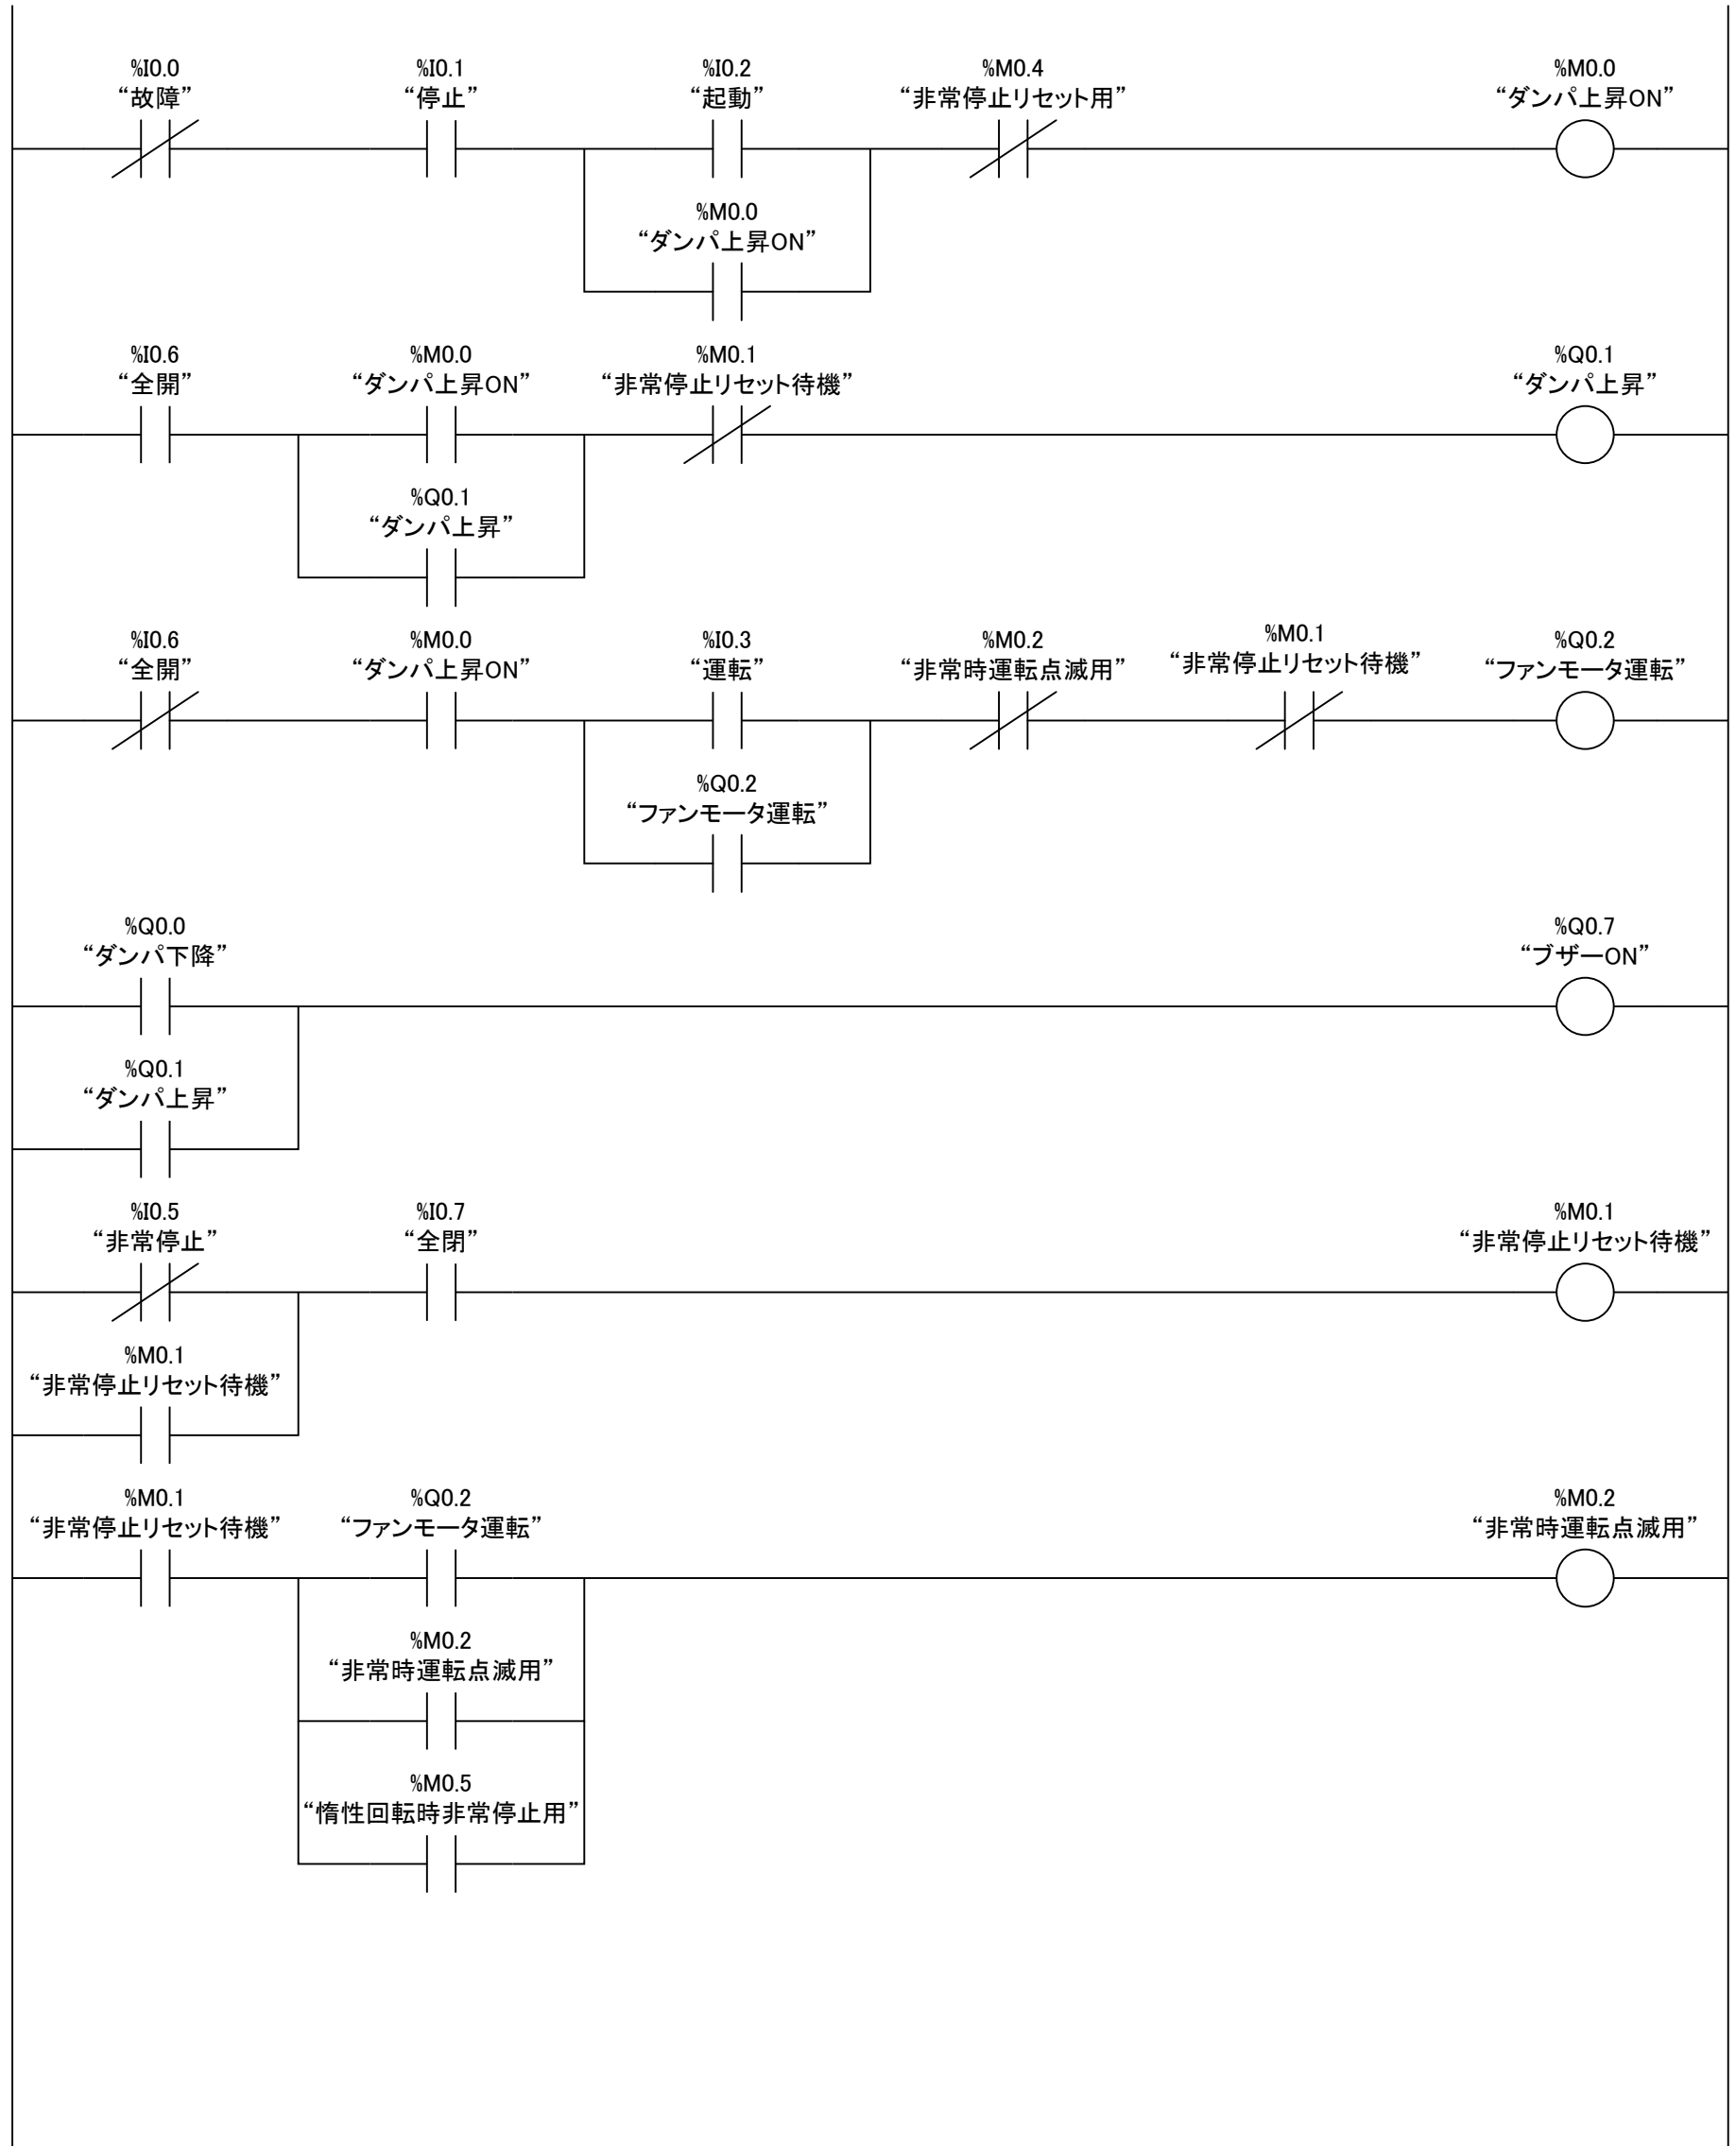 %I0.0
“故障”
%I0.1
“停止”
%I0.2
“起動”
%M0.4
“非常停止リセット用”
%M0.0
“ダンパ上昇ON”
%M0.0
“ダンパ上昇ON”
%I0.6
“全開”
%M0.0
“ダンパ上昇ON”
%M0.1
“非常停止リセット待機”
%Q0.1
“ダンパ上昇”
%Q0.1
“ダンパ上昇”
%I0.6
“全開”
%M0.0
“ダンパ上昇ON”
%I0.3
“運転”
%M0.2
“非常時運転点滅用”
%M0.1
“非常停止リセット待機”
%Q0.2
“ファンモータ運転”
%Q0.2
“ファンモータ運転”
%Q0.0
“ダンパ下降”
%Q0.7
“ブザーON”
%Q0.1
“ダンパ上昇”
%I0.5
“非常停止”
%I0.7
“全閉”
%M0.1
“非常停止リセット待機”
%M0.1
“非常停止リセット待機”
%M0.1
“非常停止リセット待機”
%Q0.2
“ファンモータ運転”
%M0.2
“非常時運転点滅用”
%M0.2
“非常時運転点滅用”
%M0.5
“惰性回転時非常停止用”